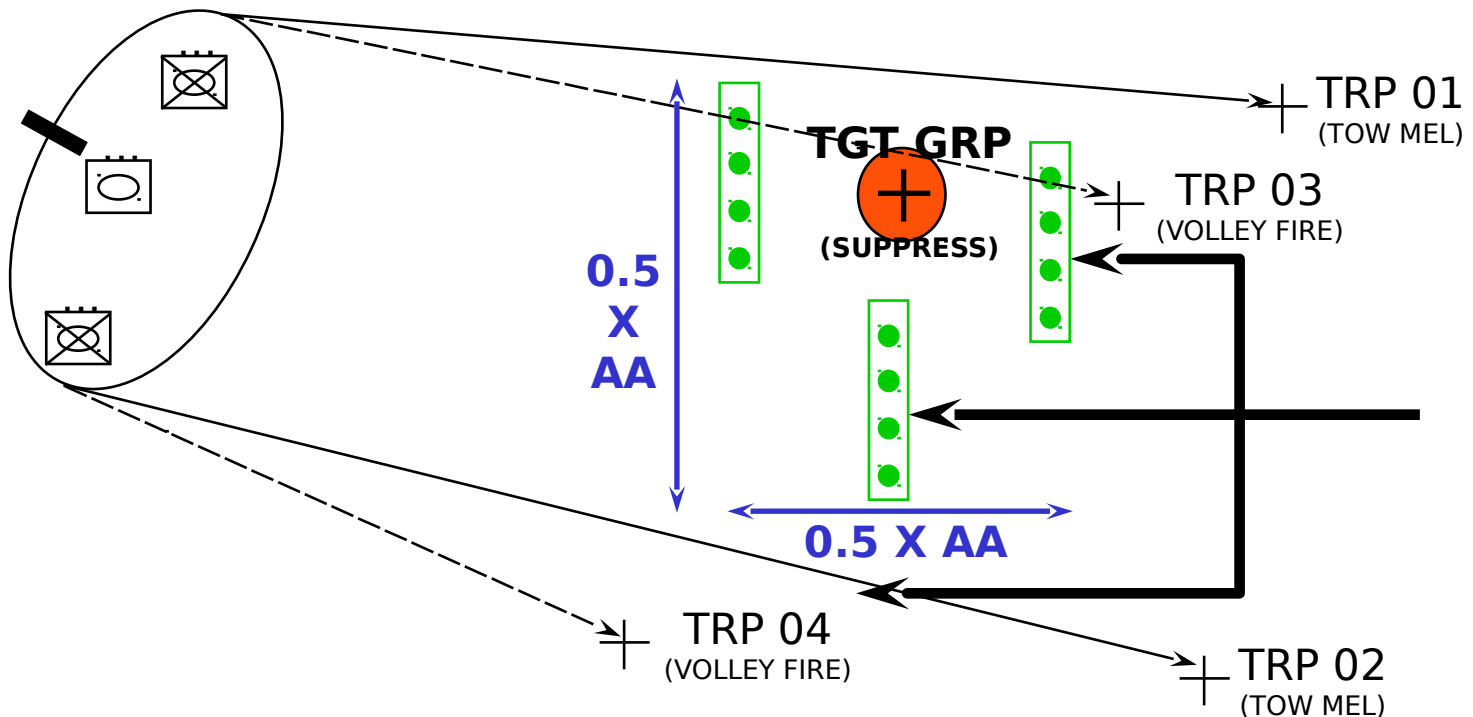 TRP 01
(TOW MEL)
TGT GRP
TRP 03
(VOLLEY FIRE)
(SUPPRESS)
0.5
X
AA
0.5 X AA
TRP 04
(VOLLEY FIRE)
TRP 02
(TOW MEL)